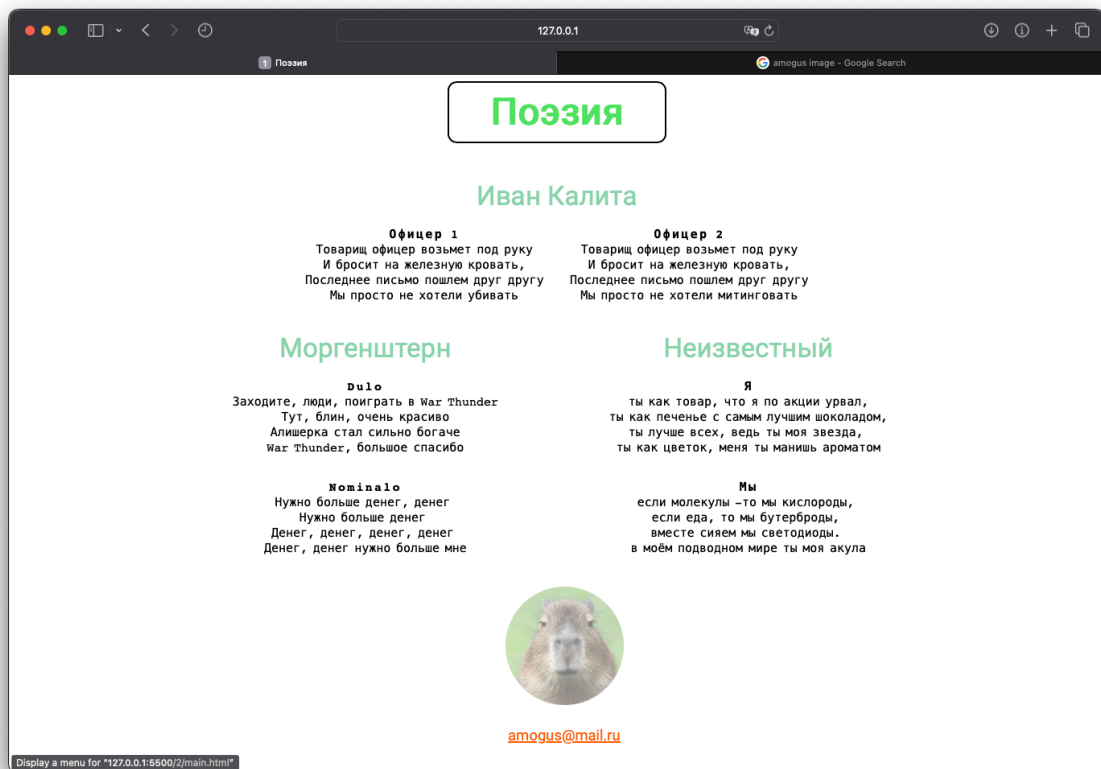 127.0.0.1
1 Поэзия
amogus image - Google Search
Поэзия
Иван Калита
Офицер 1
Товарищ офицер возьмет под руку
И бросит на железную кровать,
Последнее письмо пошлем друг другу
Мы просто не хотели убивать
Офицер 2
Товарищ офицер возьмет под руку
И бросит на железную кровать,
Последнее письмо пошлем друг другу
Мы просто не хотели митинговать
Моргенштерн
Dulo
Заходите, люди, поиграть в War Thunder
Тут, блин, очень красиво
Алишерка стал сильно богаче
War Thunder, большое спасибо
Nominalo
Нужно больше денег, денег
Нужно больше денег
Денег, денег, денег, денег
Денег, денег нужно больше мне
Неизвестный
Я
ты как товар, что я по акции урвал,
ты как печенье с самым лучшим шоколадом,
ты лучше всех, ведь ты моя звезда,
ты как цветок, меня ты манишь ароматом
Мы
если молекулы –то мы кислороды,
если еда, то мы бутерброды,
вместе сияем мы светодиоды.
в моём подводном мире ты моя акула
amogus@mail.ru
Display a menu for "127.0.0.1:5500/2/main.html"